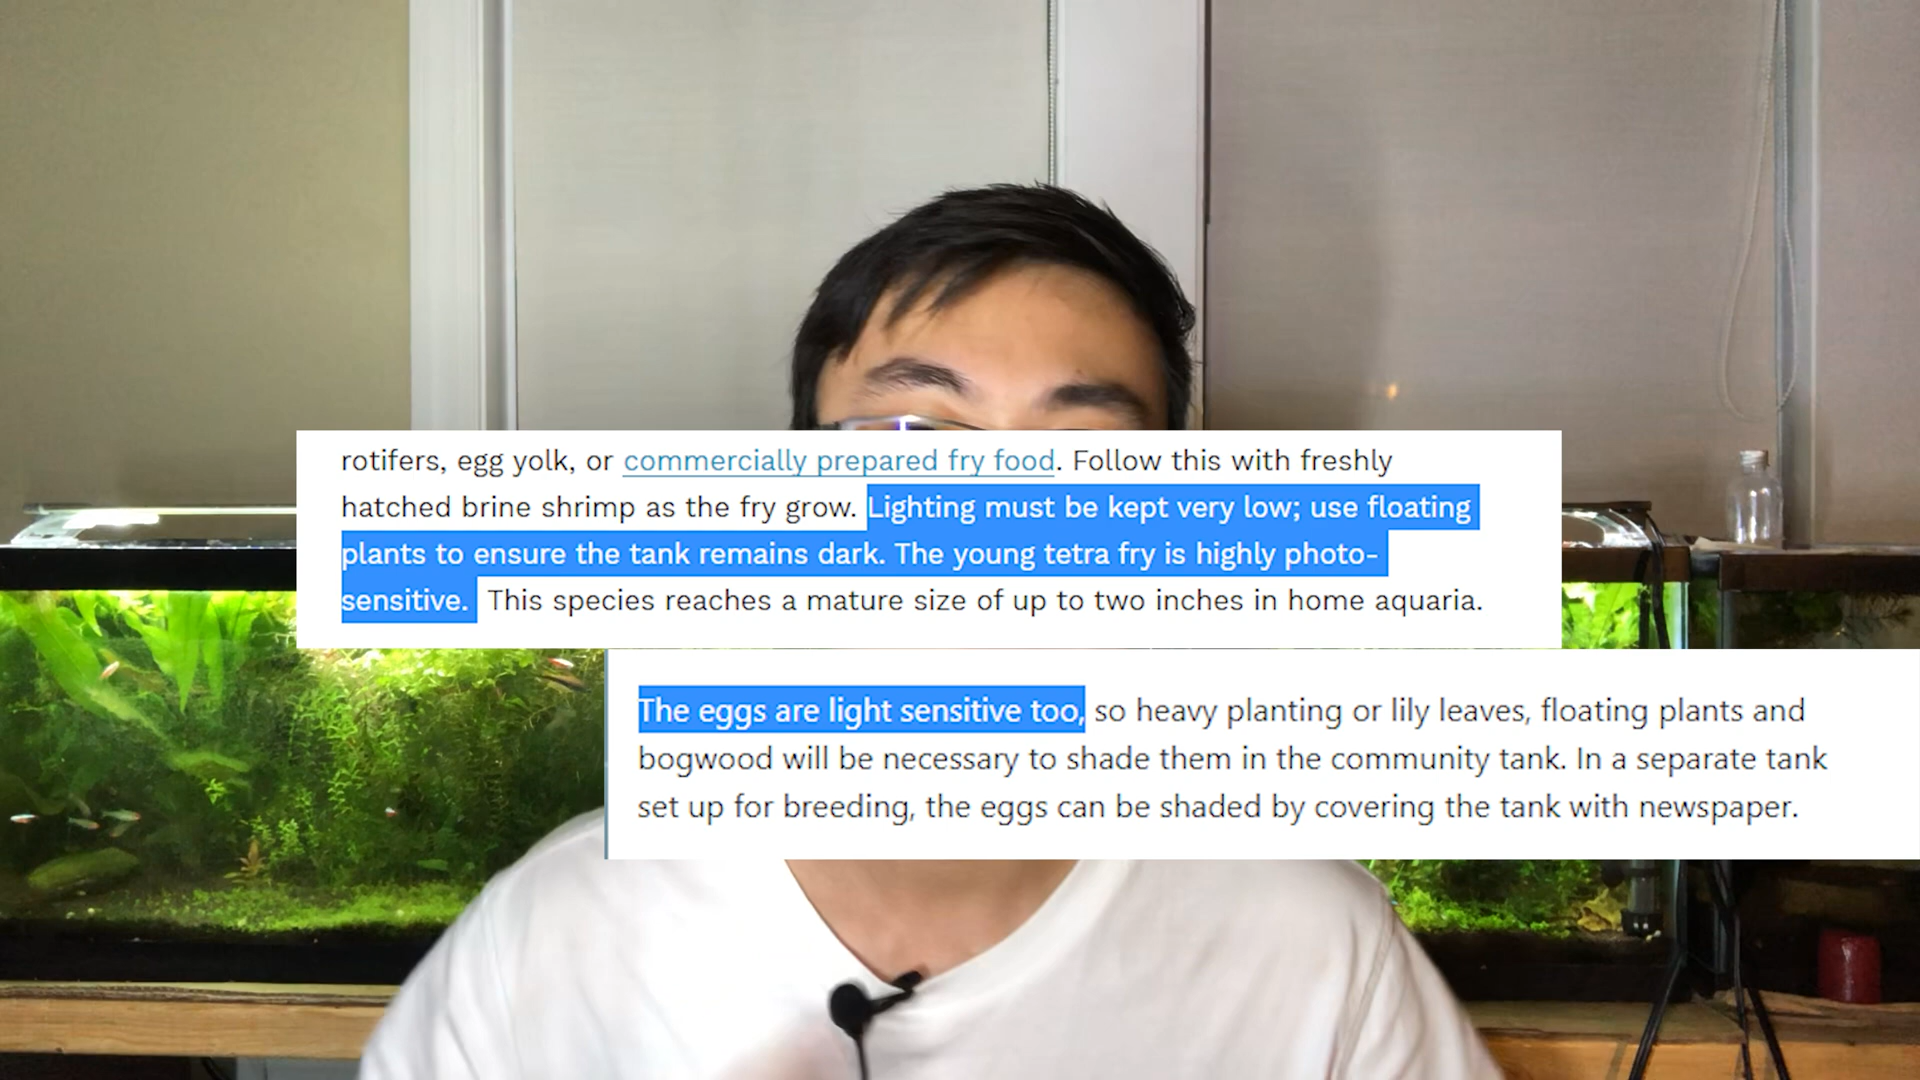 rotifers, egg yolk, or commercially prepared fry food. Follow this with freshly
hatched brine shrimp as the fry grow. Lighting must be kept very low; use floating
plants to ensure the tank remains dark. The young tetra fry is highly photo-
sensitive. This species reaches a mature size of up to two inches in home aquaria.
The eggs are light sensitive too, so heavy planting or lily leaves, floating plants and
bogwood will be necessary to shade them in the community tank. In a separate tank
set up for breeding, the eggs can be shaded by covering the tank with newspaper.